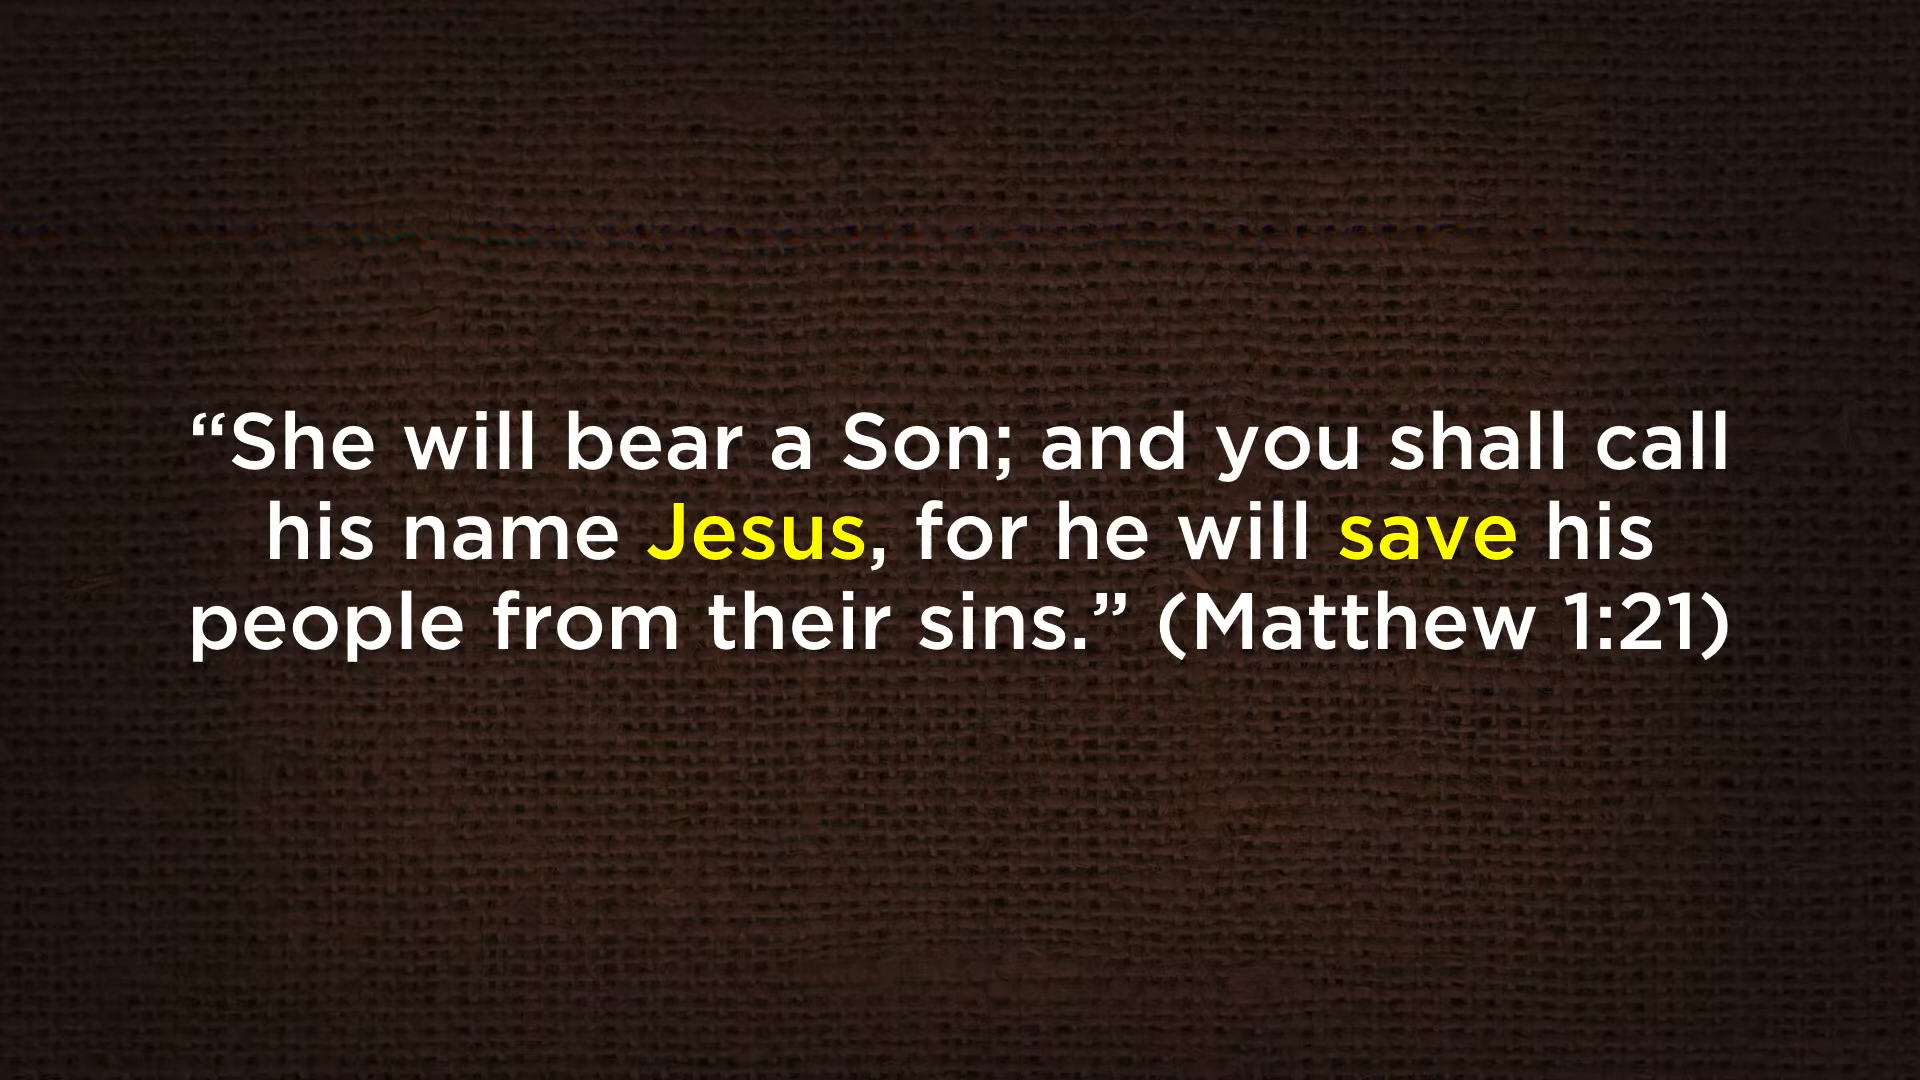 “She will bear a Son; and you shall call
his name Jesus, for he will save his
people from their sins.” (Matthew 1:21)